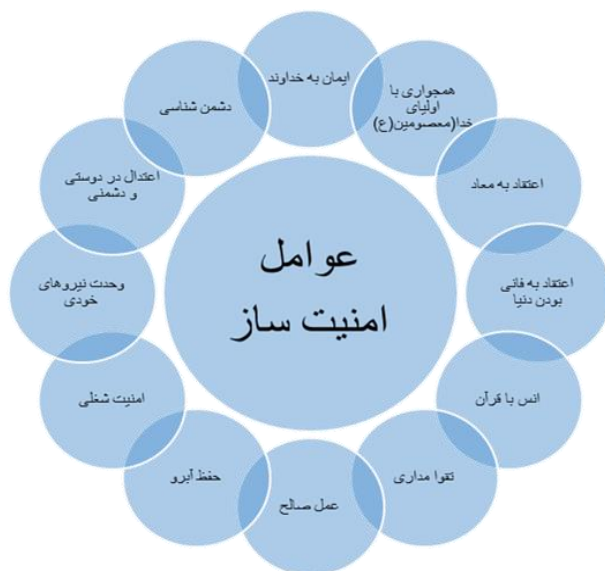 عوامل
امنیت ساز
ایمان به خداوند
همجواری با
اولیای
خدا(معصومین(ع)
اعتقاد به معاد
اعتقاد به فانی
بودن دنیا
انس با قرآن
تقوا مداری
عمل صالح
حفظ آبرو
امنیت شغلی
وحدت نیروهای
خودی
اعتدال در دوستی
و دشمنی
دشمن شناسی